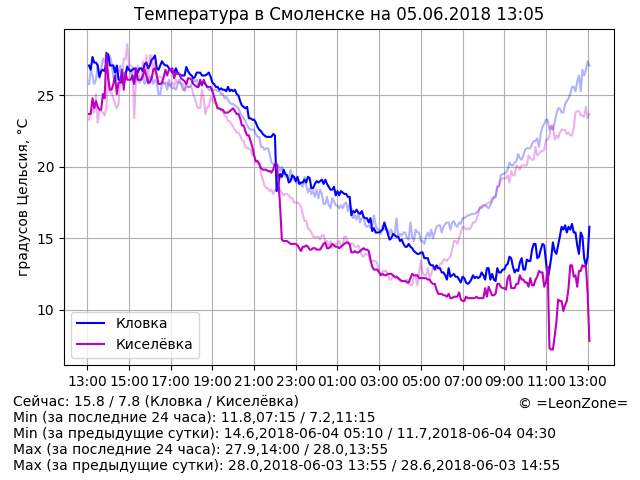 Температура в Смоленске на 05.06.2018 13:05
градусов Цельсия, °C
25
20
15
10
Кловка
Киселёвка
13:00 15:00 17:00 19:00 21:00 23:00 01:00 03:00 05:00 07:00 09:00 11:00 13:00
Сейчас: 15.8 / 7.8 (Кловка / Киселёвка)
© =LeonZone=
Min (за последние 24 часа): 11.8,07:15 / 7.2,11:15
Min (за предыдущие сутки): 14.6,2018-06-04 05:10 / 11.7,2018-06-04 04:30
Max (за последние 24 часа): 27.9,14:00 / 28.0,13:55
Max (за предыдущие сутки): 28.0,2018-06-03 13:55 / 28.6,2018-06-03 14:55